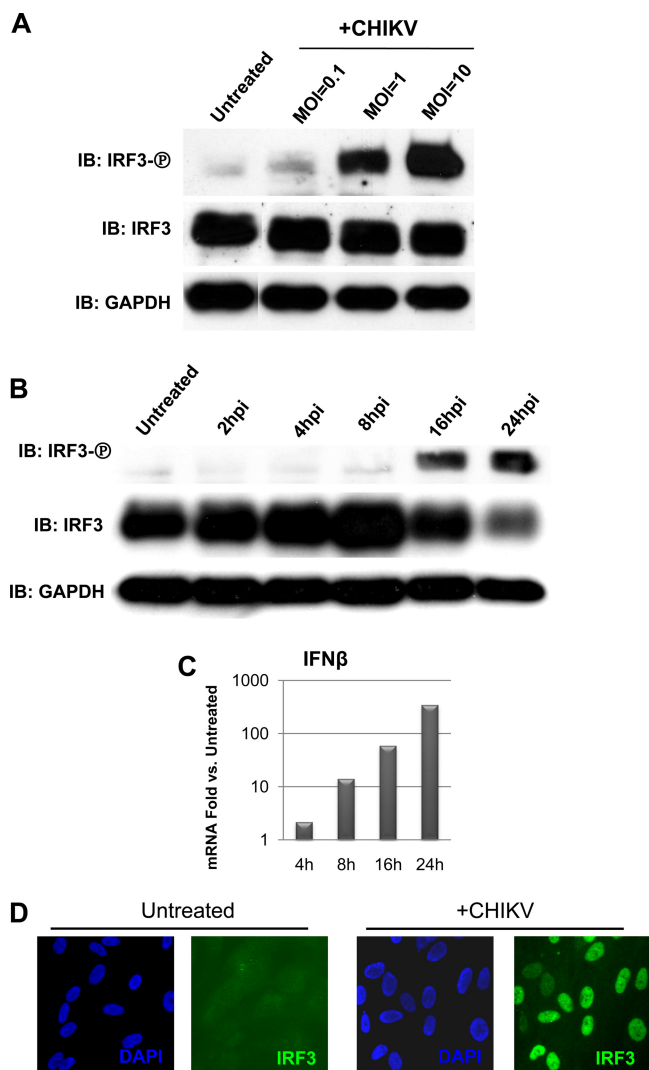 A
+CHIKV
Untreated
MOI=0.1
MOI=1
MOI=10
IB: IRF3-Ⓟ
IB: IRF3
IB: GAPDH
B
Untreated
2hpi
4hpi
8hpi
16hpi
24hpi
IB: IRF3-Ⓟ
IB: IRF3
IB: GAPDH
C
IFNβ
mRNA Fold vs. Untreated
1000
100
10
1
4h 8h 16h 24h
D
Untreated
+CHIKV
DAPI
IRF3
DAPI
IRF3